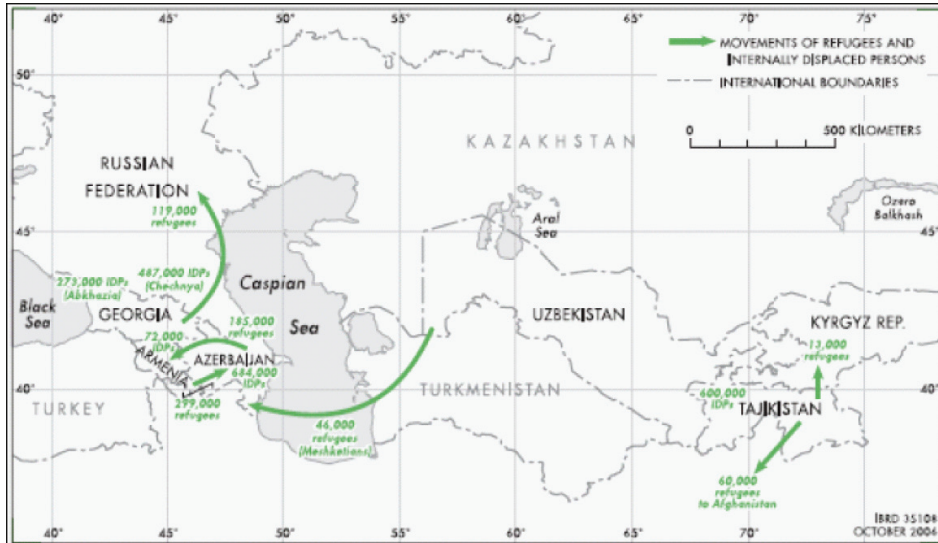 40°
45°
50°
55°
60°
65°
70°
75°
MOVEMENTS OF REFUGEES AND
INTERNALLY DISPLACED PERSONS
INTERNATIONAL BOUNDARIES
50°
50°
0
500 KILOMETERS
KAZAKHSTAN
RUSSIAN
FEDERATION
119,000
refugees
Ozero
Balkhash
Aral
Sea
45°
45°
487,000 IDPs
(Chechnya)
273,000 IDPs
(Abkhazia)
Caspian
Sea
Black
Sea
GEORGIA
185,000
refugees
UZBEKISTAN
KYRGYZ REP.
72,000
IDPs
ARMENIA
AZERBAIJAN
684,000
IDPs
13,000
refugees
40°
40°
TURKMENISTAN
600,000
IDPs
TAJIKISTAN
TURKEY
299,000
refugees
46,000
refugees
(Meshketians)
60,000
refugees
to Afghanistan
40°
45°
50°
55°
60°
65°
70°
IBRD 35108
OCTOBER 2006